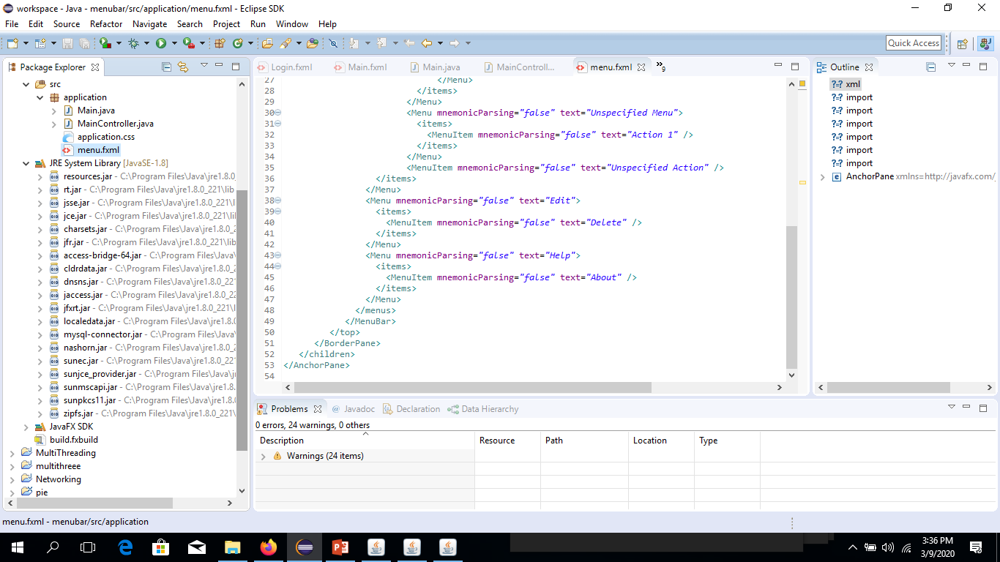 workspace - Java - menubar/src/application/menu.fxml - Eclipse SDK
File Edit Source Refactor Navigate Search Project Run Window Help
Quick Access
Package Explorer
src
application
Main.java
MainController.java
application.css
menu.fxml
JRE System Library [JavaSE-1.8]
resources.jar - C:\Program Files\Java\jre1.8.0_
rt.jar - C:\Program Files\Java\jre1.8.0_221\lib
jsse.jar - C:\Program Files\Java\jre1.8.0_221\l
jce.jar - C:\Program Files\Java\jre1.8.0_221\lib
charsets.jar - C:\Program Files\Java\jre1.8.0_2
jfr.jar - C:\Program Files\Java\jre1.8.0_221\lib
access-bridge-64.jar - C:\Program Files\Java\
cldrdata.jar - C:\Program Files\Java\jre1.8.0_2
dnsns.jar - C:\Program Files\Java\jre1.8.0_221
jaccess.jar - C:\Program Files\Java\jre1.8.0_22
jfxrt.jar - C:\Program Files\Java\jre1.8.0_221\l
localedata.jar - C:\Program Files\Java\jre1.8.0
mysql-connector.jar - C:\Program Files\Java\
nashorn.jar - C:\Program Files\Java\jre1.8.0_2
sunec.jar - C:\Program Files\Java\jre1.8.0_221
sunjce_provider.jar - C:\Program Files\Java\jr
sunmscapi.jar - C:\Program Files\Java\jre1.8.
sunpkcs11.jar - C:\Program Files\Java\jre1.8.0
zipfs.jar - C:\Program Files\Java\jre1.8.0_221\
JavaFX SDK
build.fxbuild
MultiThreading
multithreee
Networking
pie
Login.fxml Main.fxml Main.java MainControll... menu.fxml »9
27 </Menu>
28 </items>
29 </Menu>
30 <Menu mnemonicParsing="false" text="Unspecified Menu">
31 <items>
32 <MenuItem mnemonicParsing="false" text="Action 1" />
33 </items>
34 </Menu>
35 <MenuItem mnemonicParsing="false" text="Unspecified Action" />
36 </items>
37 </Menu>
38 <Menu mnemonicParsing="false" text="Edit">
39 <items>
40 <MenuItem mnemonicParsing="false" text="Delete" />
41 </items>
42 </Menu>
43 <Menu mnemonicParsing="false" text="Help">
44 <items>
45 <MenuItem mnemonicParsing="false" text="About" />
46 </items>
47 </Menu>
48 </menus>
49 </MenuBar>
50 </top>
51 </BorderPane>
52 </children>
53 </AnchorPane>
54
Outline
xml
import
import
import
import
import
import
AnchorPane xmlns=http://javafx.com/
Problems Javadoc Declaration Data Hierarchy
0 errors, 24 warnings, 0 others
Description Resource Path Location Type
Warnings (24 items)
menu.fxml - menubar/src/application
3:36 PM
3/9/2020